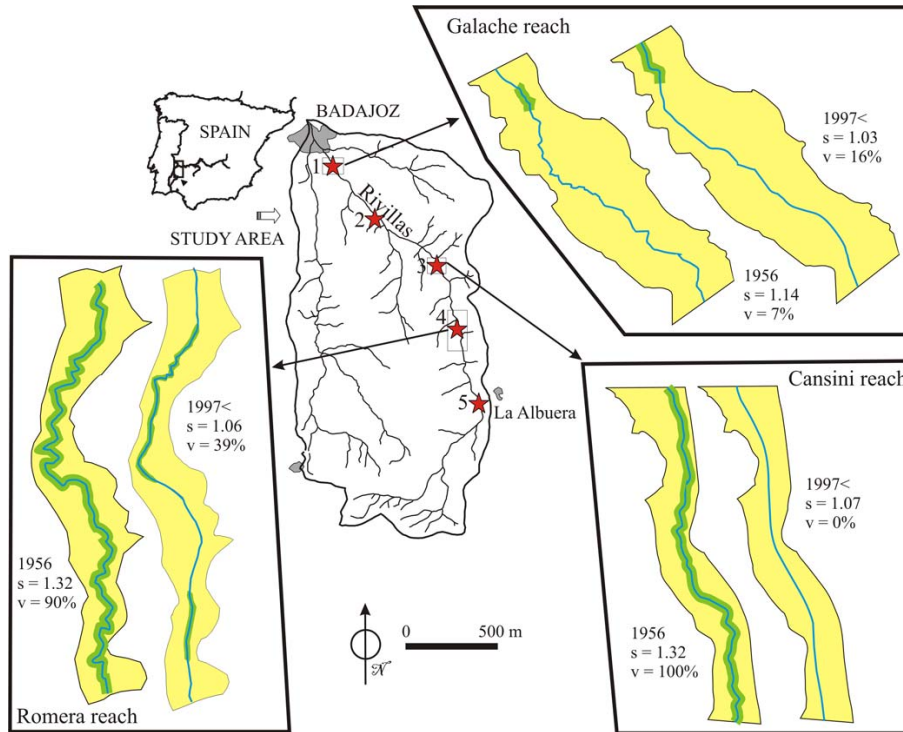 Galache reach
1997<
s = 1.03
v = 16%
1956
s = 1.14
v = 7%
SPAIN
BADAJOZ
STUDY AREA
Rivillas
1
2
3
4
5
La Albuera
1997<
s = 1.06
v = 39%
1956
s = 1.32
v = 90%
Romera reach
N
0 500 m
Cansini reach
1997<
s = 1.07
v = 0%
1956
s = 1.32
v = 100%